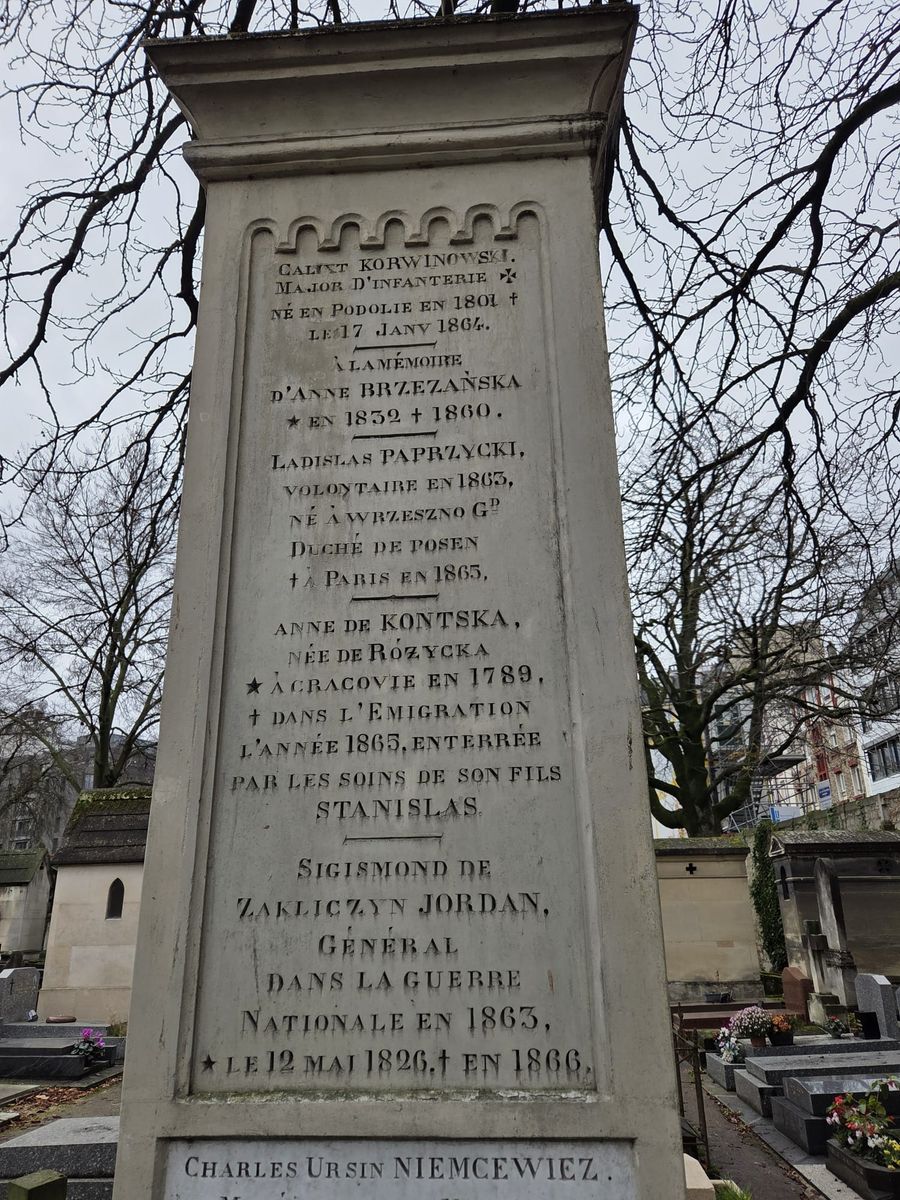 CALIXT KORWINOWSKI.
MAJOR D'INFANTERIE ✠
NÉ EN PODOLIE EN 1801 †
LE 17 JANV 1864.
À LA MÉMOIRE
D'ANNE BRZEZAŃSKA
★ EN 1832 † 1860.
LADISLAS PAPRZYCKI,
VOLONTAIRE EN 1863,
NÉ À WRZESZNO GD
DUCHÉ DE POSEN
† À PARIS EN 1865.
ANNE DE KONTSKA,
NÉE DE RÓZYCKA
★ À CRACOVIE EN 1789,
† DANS L'EMIGRATION
L'ANNÉE 1865, ENTERRÉE
PAR LES SOINS DE SON FILS
STANISLAS.
SIGISMOND DE
ZAKLICZYN JORDAN,
GÉNÉRAL
DANS LA GUERRE
NATIONALE EN 1863,
★ LE 12 MAI 1826. † EN 1866.
CHARLES URSIN NIEMCEWIEZ.